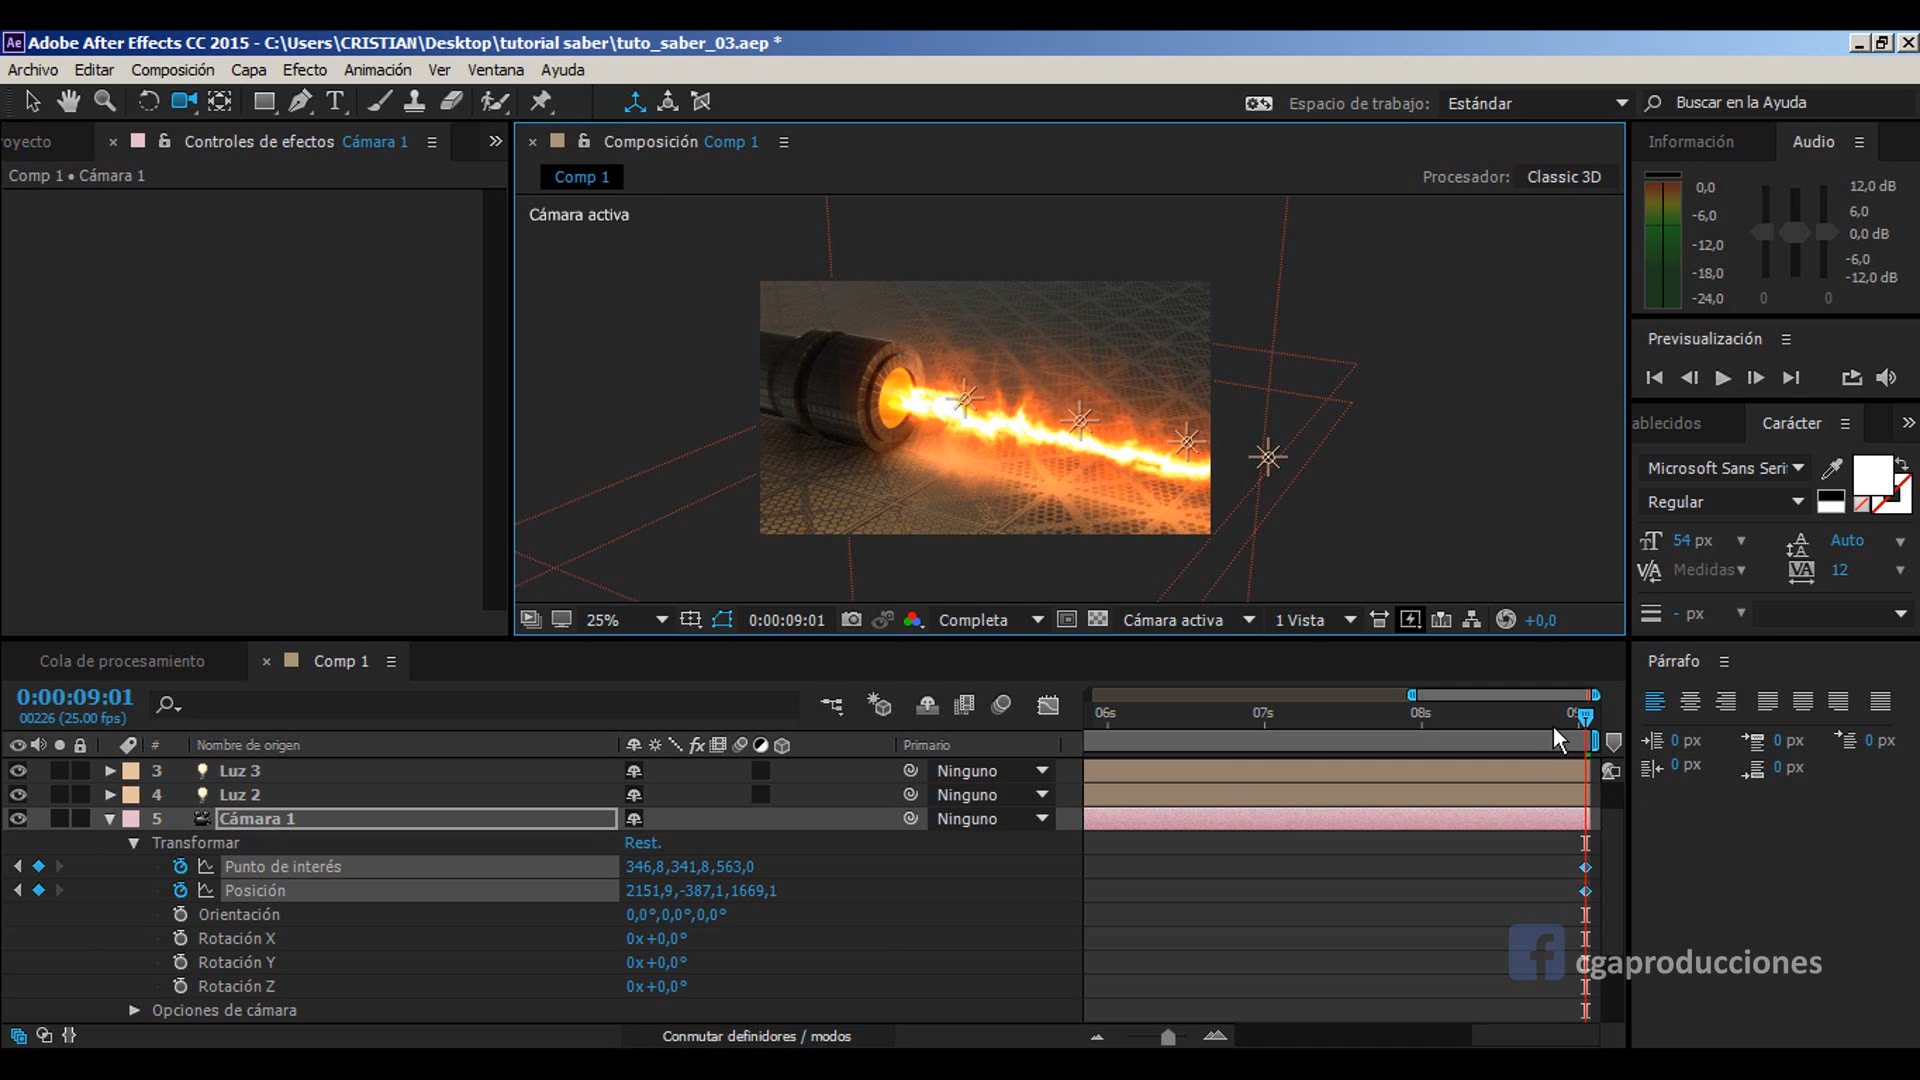 Ae Adobe After Effects CC 2015 - C:\Users\CRISTIAN\Desktop\tutorial saber\tuto_saber_03.aep *
Archivo Editar Composición Capa Efecto Animación Ver Ventana Ayuda
T Espacio de trabajo: Estándar Buscar en la Ayuda
royecto × Controles de efectos Cámara 1 »
Comp 1 • Cámara 1
× Composición Comp 1
Comp 1 Procesador: Classic 3D
Cámara activa
25% 0:00:09:01 Completa Cámara activa 1 Vista +0,0
Información Audio
0,0 12,0 dB
-6,0 6,0
-12,0 0,0 dB
-18,0 -6,0
-24,0 0 0 -12,0 dB
Previsualización
ablecidos Carácter »
Microsoft Sans Seri
Regular
54 px Auto
Medidas 12
- px
Párrafo
0 px 0 px 0 px
0 px 0 px
Cola de procesamiento × Comp 1
0:00:09:01
00226 (25.00 fps)
06s 07s 08s
# Nombre de origen fx Primario
3 Luz 3 Ninguno
4 Luz 2 Ninguno
5 Cámara 1 Ninguno
Transformar Rest.
Punto de interés 346,8,341,8,563,0
Posición 2151,9,-387,1,1669,1
Orientación 0,0°,0,0°,0,0°
Rotación X 0x+0,0°
Rotación Y 0x+0,0°
Rotación Z 0x+0,0°
Opciones de cámara
Conmutar definidores / modos
f cgaproducciones